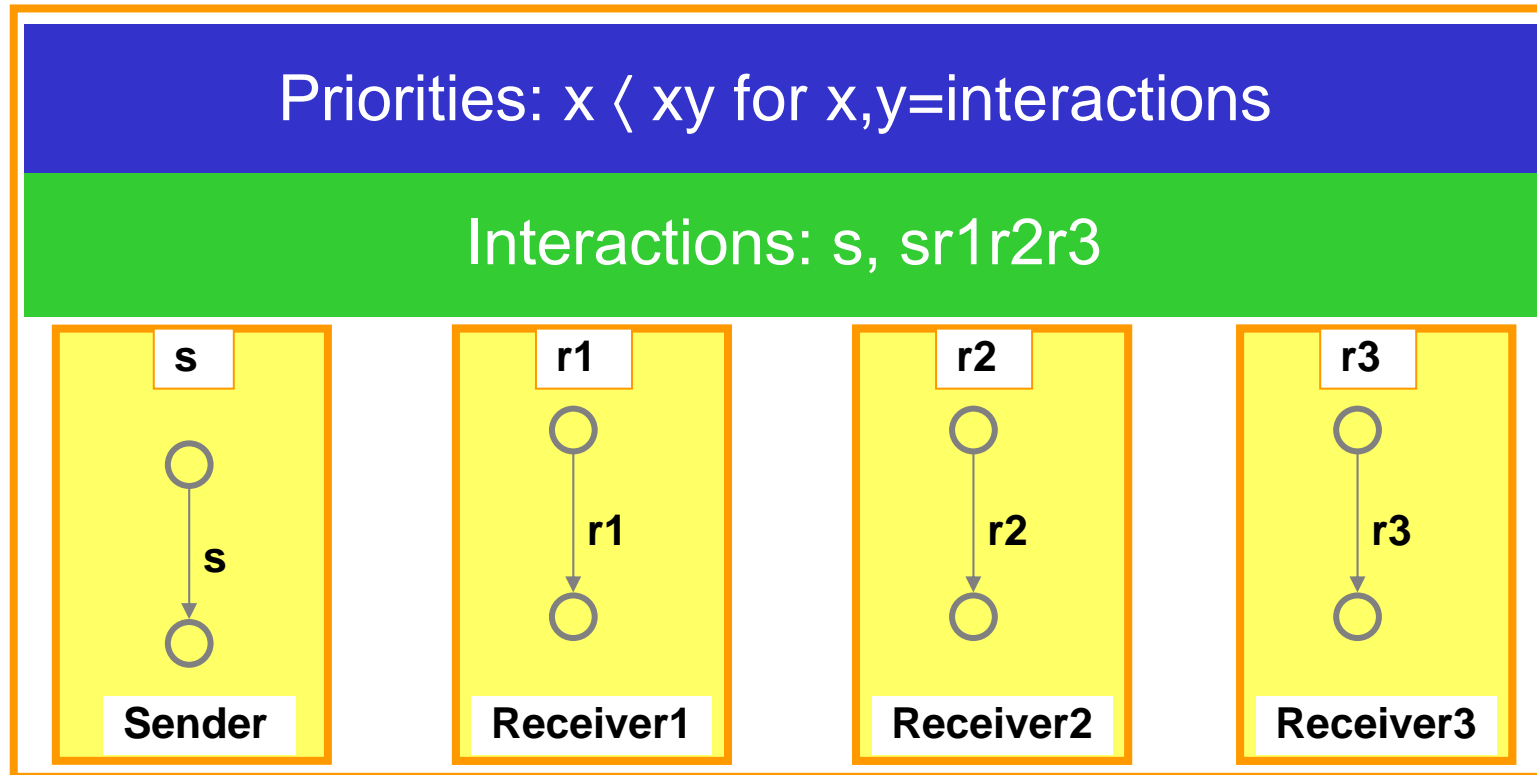 Priorities: x ⟨ xy for x,y=interactions
Interactions: s, sr1r2r3
s
r1
r2
r3
s
r1
r2
r3
Sender
Receiver1
Receiver2
Receiver3